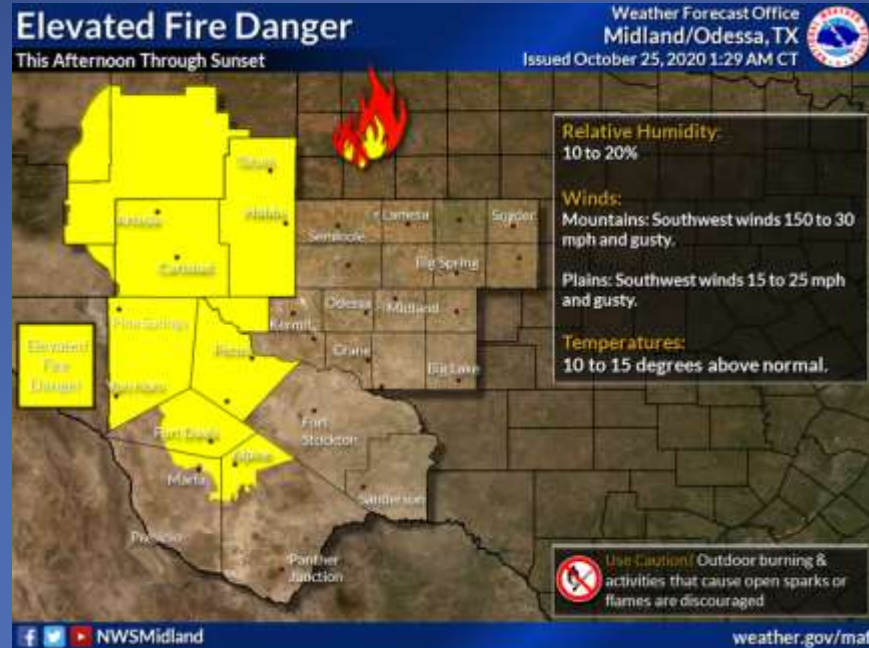 Elevated Fire Danger
This Afternoon Through Sunset
Weather Forecast Office
Midland/Odessa, TX
Issued October 25, 2020 1:29 AM CT
Relative Humidity:
10 to 20%
Winds:
Mountains: Southwest winds 150 to 30
mph and gusty.
Plains: Southwest winds 15 to 25 mph
and gusty.
Temperatures:
10 to 15 degrees above normal.
Tatum
Artesia
Hobbs
Lamesa
Snyder
Seminole
Carlsbad
Big Spring
Odessa
Midland
Pine Springs
Kermit
Pecos
Crane
Big Lake
Elevated
Fire
Danger
Van Horn
Fort Davis
Fort
Stockton
Alpine
Marfa
Sanderson
Presidio
Panther
Junction
Use Caution! Outdoor burning &
activities that cause open sparks or
flames are discouraged
NWSMidland
weather.gov/maf